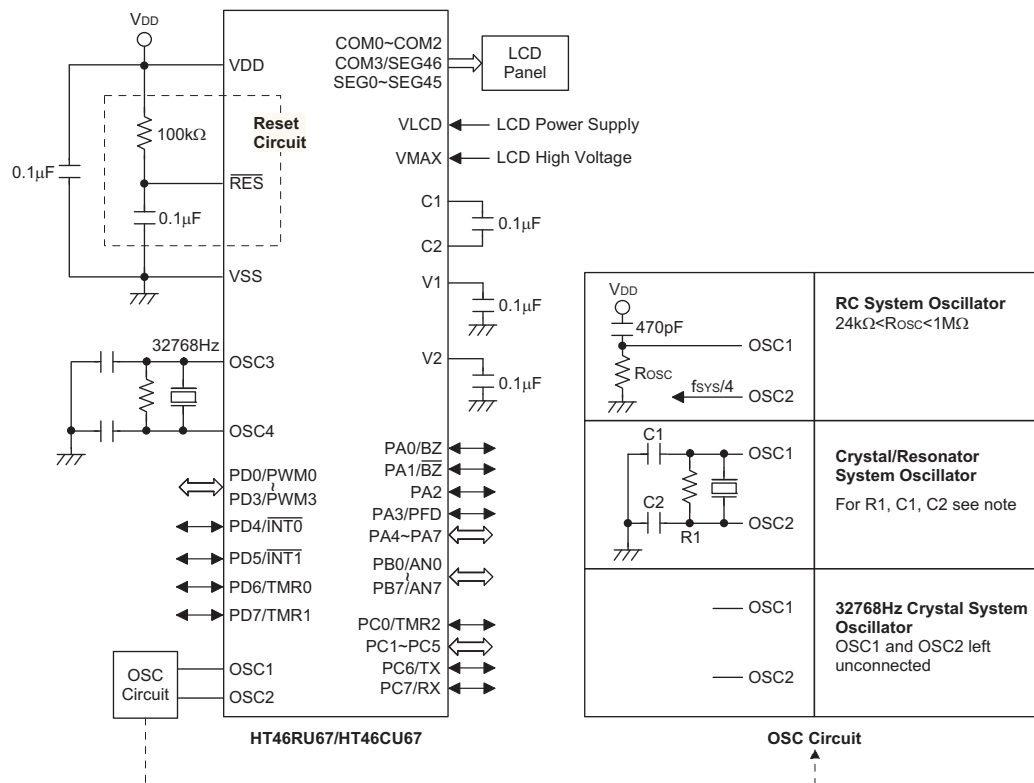 VDD
VDD
Reset
Circuit
100kΩ
0.1µF
RES
0.1µF
VSS
32768Hz
OSC3
OSC4
PD0/PWM0
~
PD3/PWM3
PD4/INT0
PD5/INT1
PD6/TMR0
PD7/TMR1
OSC
Circuit
OSC1
OSC2
COM0~COM2
COM3/SEG46
SEG0~SEG45
LCD
Panel
VLCD
LCD Power Supply
VMAX
LCD High Voltage
C1
0.1µF
C2
V1
0.1µF
V2
0.1µF
PA0/BZ
PA1/BZ
PA2
PA3/PFD
PA4~PA7
PB0/AN0
~
PB7/AN7
PC0/TMR2
PC1~PC5
PC6/TX
PC7/RX
HT46RU67/HT46CU67
VDD
470pF
OSC1
ROSC
fSYS/4
OSC2
RC System Oscillator
24kΩ<ROSC<1MΩ
C1
OSC1
C2
OSC2
R1
Crystal/Resonator
System Oscillator
For R1, C1, C2 see note
OSC1
OSC2
32768Hz Crystal System
Oscillator
OSC1 and OSC2 left
unconnected
OSC Circuit